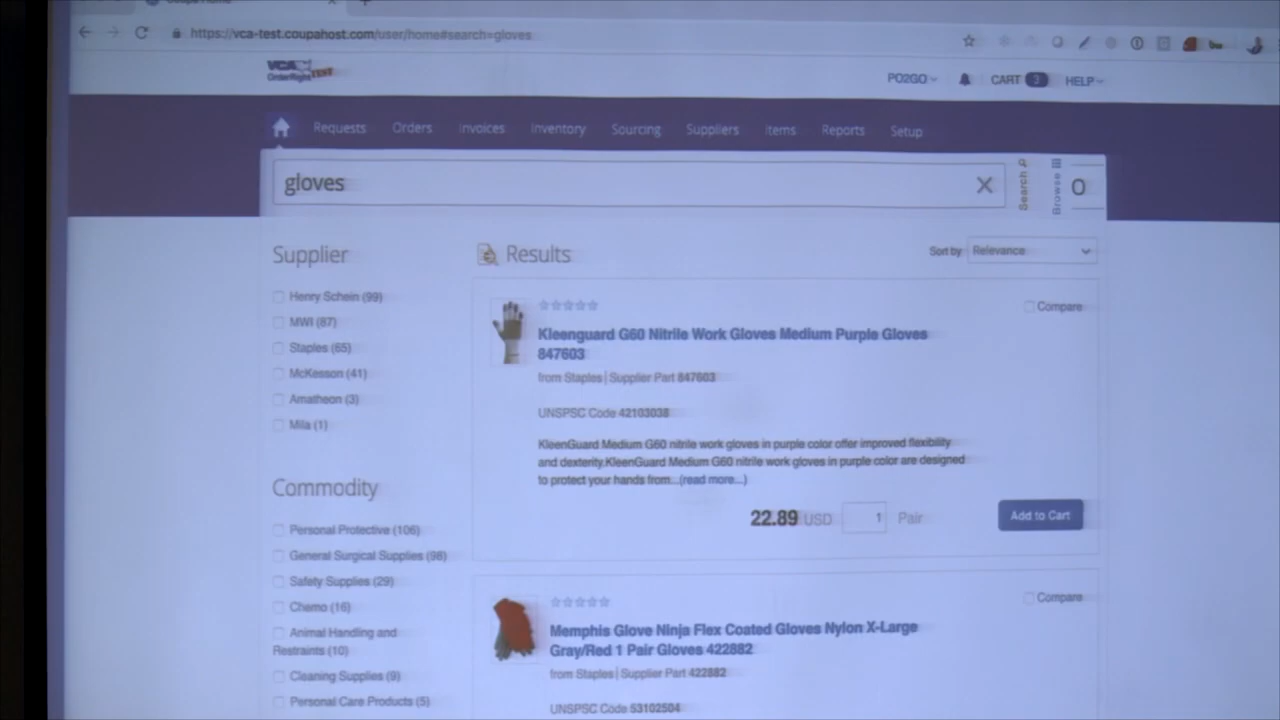 https://vca-test.coupahost.com/user/home#search=gloves
VCA
OrderRight TEST
PO2GO
CART 3
HELP
Requests
Orders
Invoices
Inventory
Sourcing
Suppliers
Items
Reports
Setup
gloves
Search
Browse
Supplier
Henry Schein (99)
MWI (87)
Staples (65)
McKesson (41)
Amatheon (3)
Mila (1)
Commodity
Personal Protective (106)
General Surgical Supplies (98)
Safety Supplies (29)
Chemo (16)
Animal Handling and
Restraints (10)
Cleaning Supplies (9)
Personal Care Products (5)
Results
Sort by Relevance
Compare
Kleenguard G60 Nitrile Work Gloves Medium Purple Gloves
847603
from Staples | Supplier Part 847603
UNSPSC Code 42103038
KleenGuard Medium G60 nitrile work gloves in purple color offer improved flexibility
and dexterity.KleenGuard Medium G60 nitrile work gloves in purple color are designed
to protect your hands from...(read more...)
22.89 USD 1 Pair
Add to Cart
Compare
Memphis Glove Ninja Flex Coated Gloves Nylon X-Large
Gray/Red 1 Pair Gloves 422882
from Staples | Supplier Part 422882
UNSPSC Code 53102504